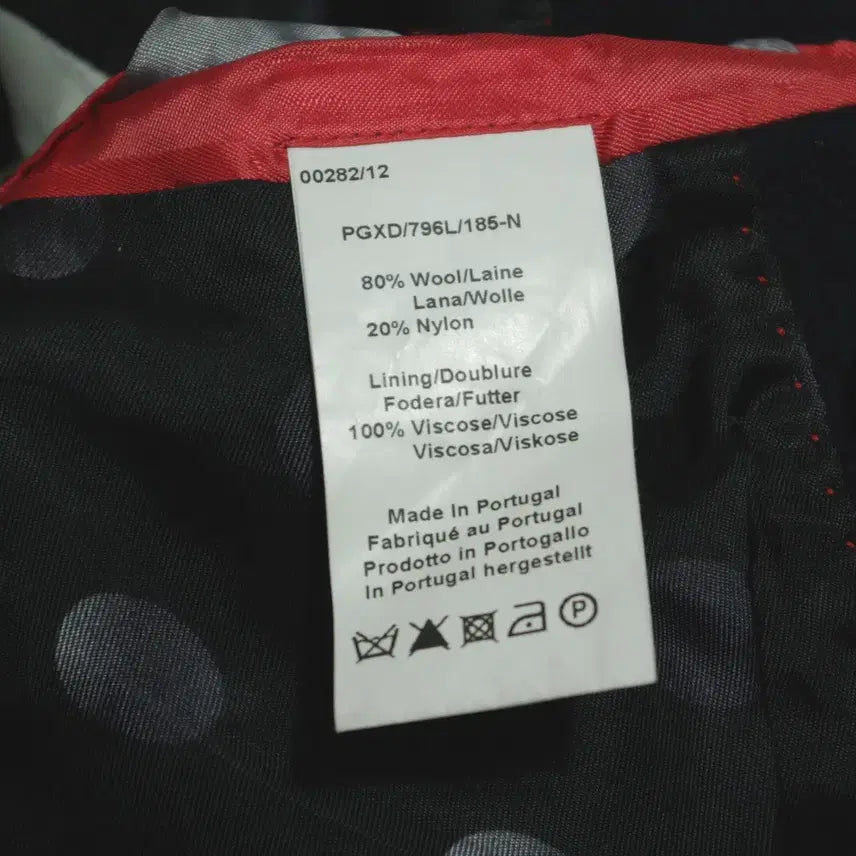 00282/12
PGXD/796L/185-N
80% Wool/Laine
Lana/Wolle
20% Nylon
Lining/Doublure
Fodera/Futter
100% Viscose/Viscose
Viscosa/Viskose
Made In Portugal
Fabriqué au Portugal
Prodotto in Portogallo
In Portugal hergestellt
P